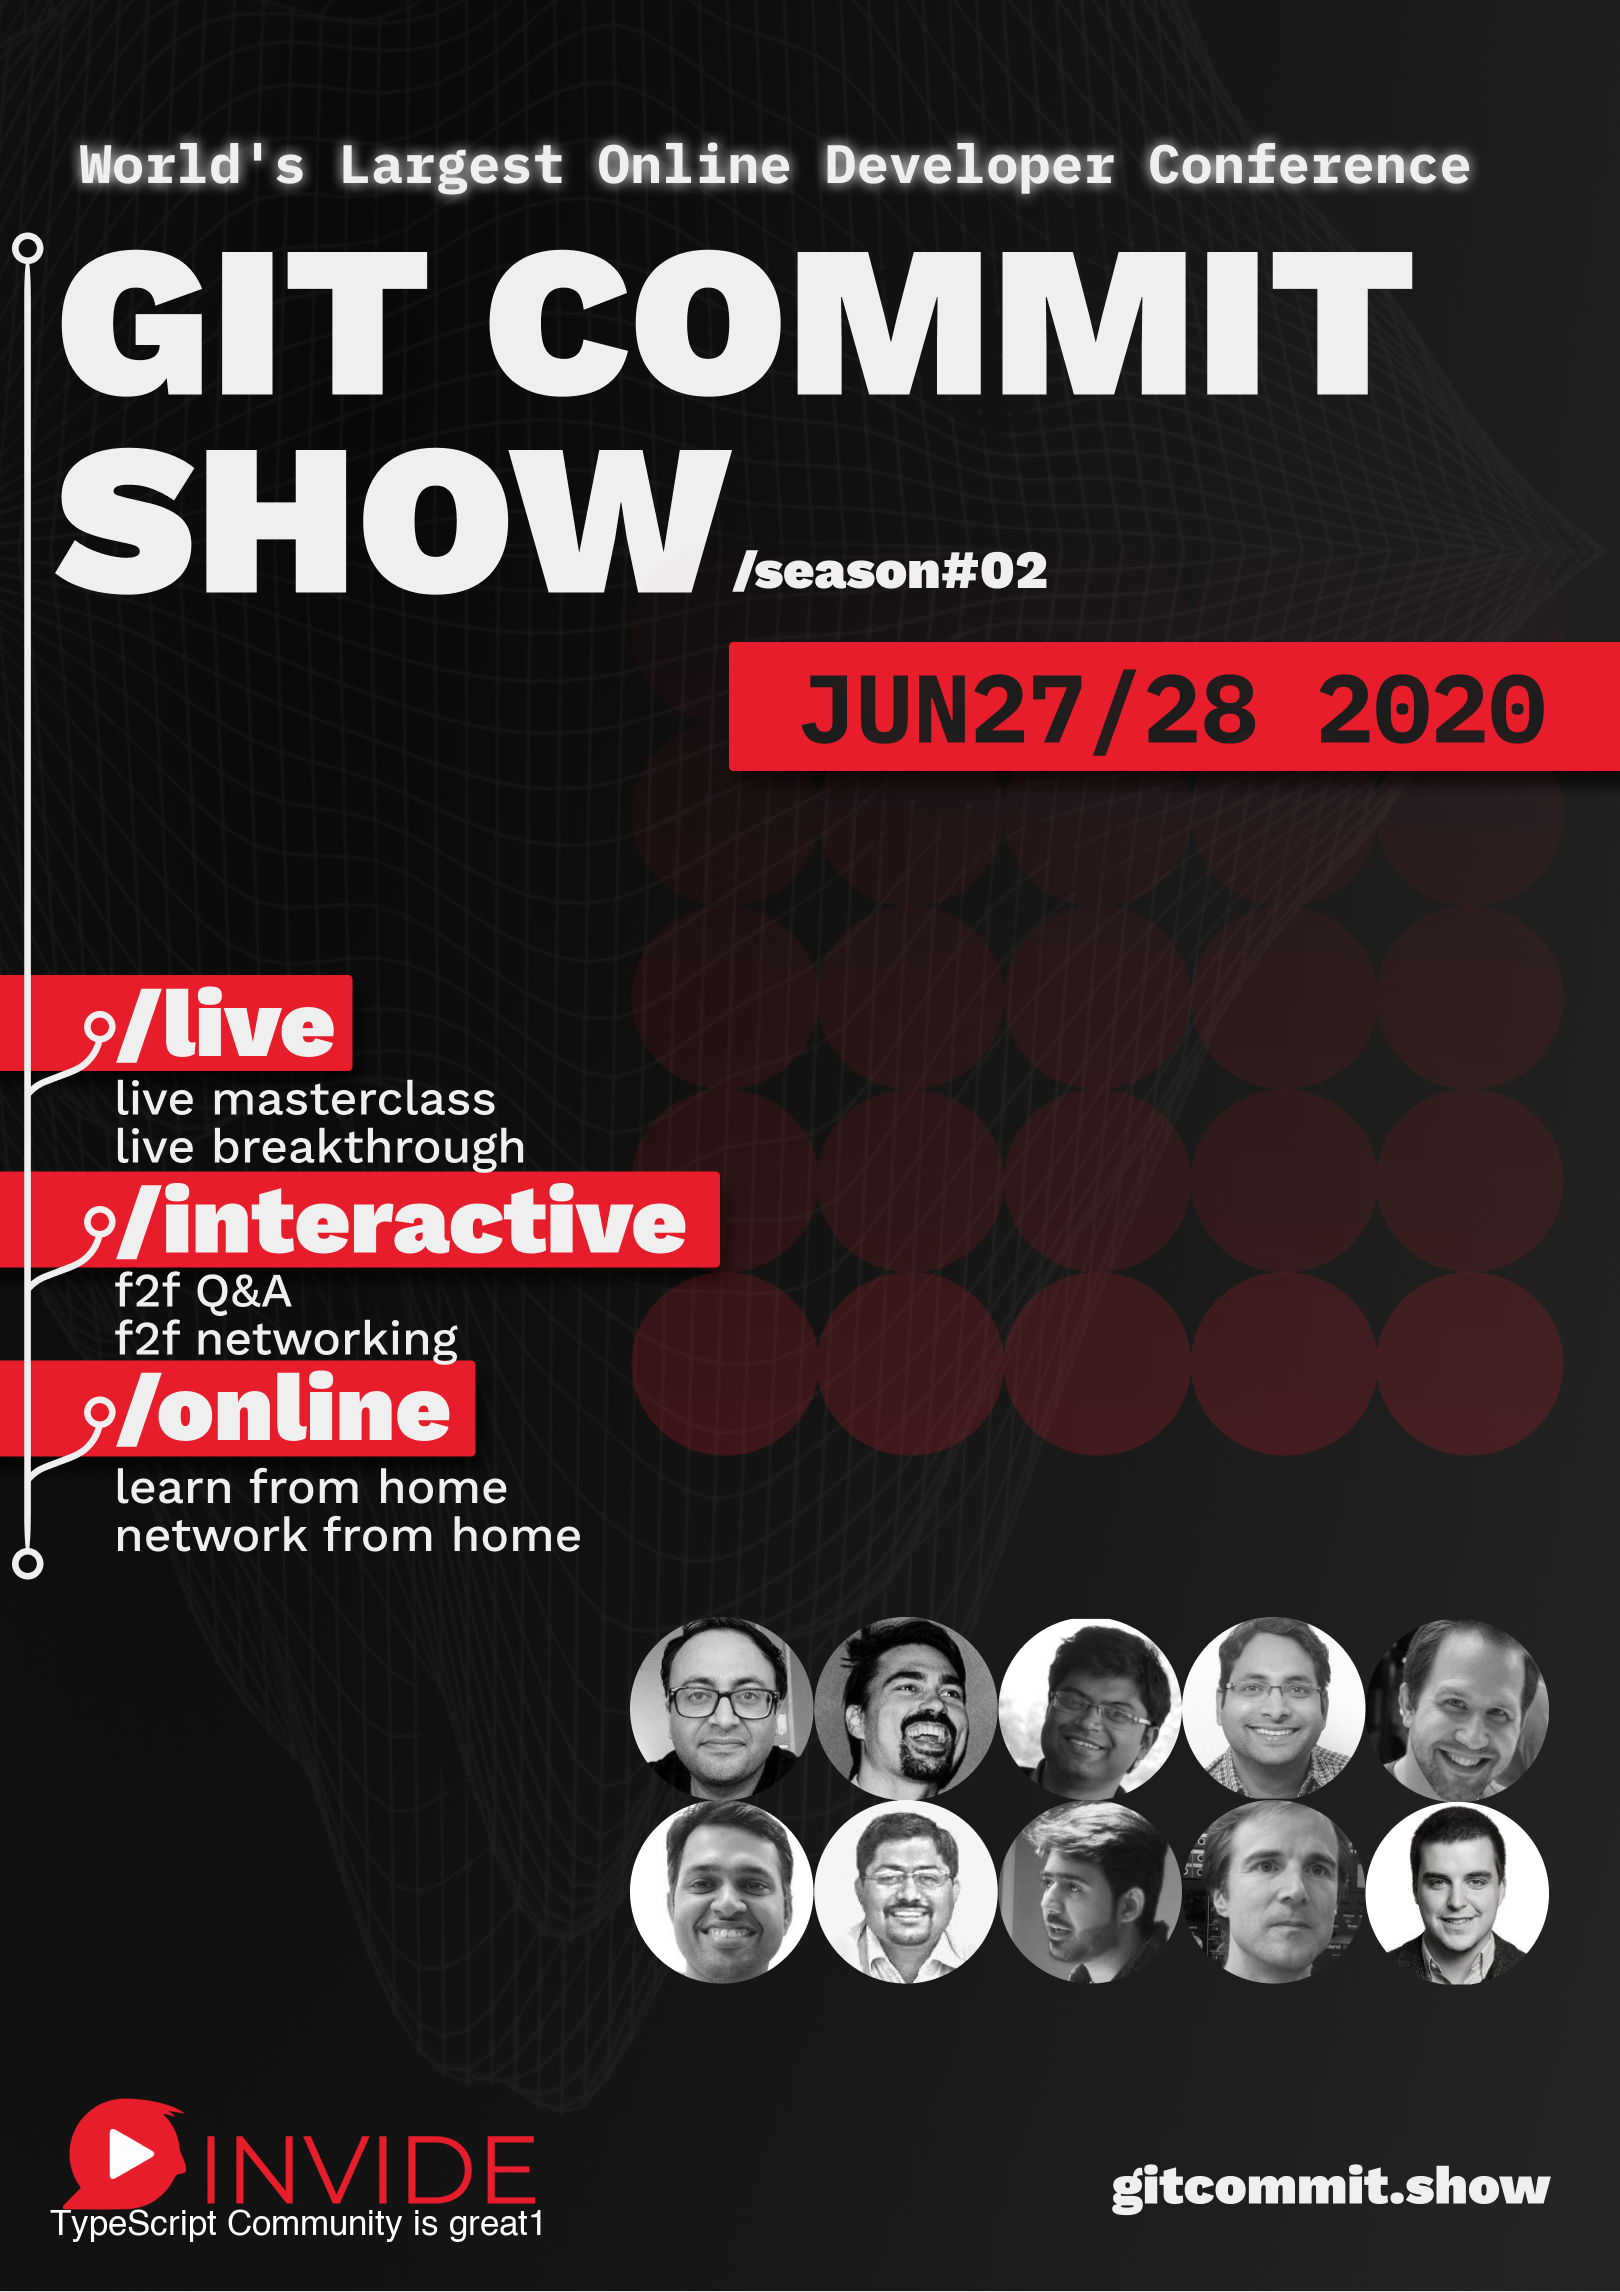 World's Largest Online Developer Conference
GIT COMMIT
SHOW/season#02
JUN27/28 2020
/live
live masterclass
live breakthrough
/interactive
f2f Q&A
f2f networking
/online
learn from home
network from home
INVIDE
TypeScript Community is great1
gitcommit.show